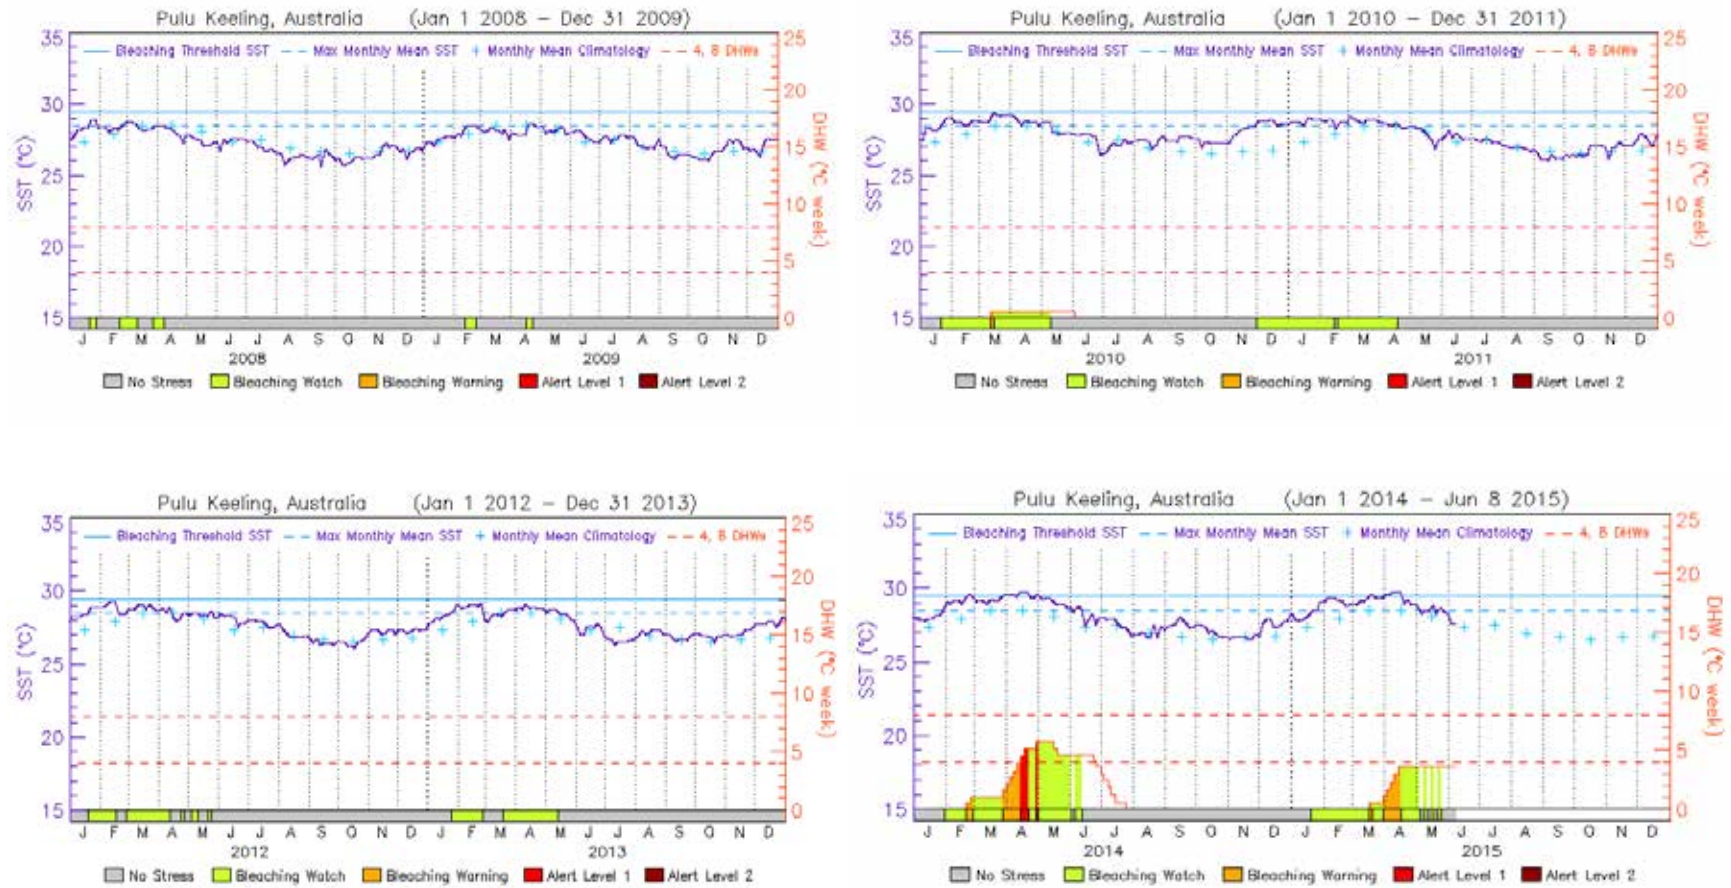 Pulu Keeling, Australia (Jan 1 2008 – Dec 31 2009)
35 25
Bleaching Threshold SST Max Monthly Mean SST + Monthly Mean Climatology 4, 8 DHWs
30 20
SST (°C)
25 15
DHW (°C week)
20 10
5
15 0
J F M A M J J A S O N D J F M A M J J A S O N D
2008 2009
No Stress Bleaching Watch Bleaching Warning Alert Level 1 Alert Level 2
Pulu Keeling, Australia (Jan 1 2010 – Dec 31 2011)
35 25
Bleaching Threshold SST Max Monthly Mean SST + Monthly Mean Climatology 4, 8 DHWs
30 20
SST (°C)
25 15
DHW (°C week)
20 10
5
15 0
J F M A M J J A S O N D J F M A M J J A S O N D
2010 2011
No Stress Bleaching Watch Bleaching Warning Alert Level 1 Alert Level 2
Pulu Keeling, Australia (Jan 1 2012 – Dec 31 2013)
35 25
Bleaching Threshold SST Max Monthly Mean SST + Monthly Mean Climatology 4, 8 DHWs
30 20
SST (°C)
25 15
DHW (°C week)
20 10
5
15 0
J F M A M J J A S O N D J F M A M J J A S O N D
2012 2013
No Stress Bleaching Watch Bleaching Warning Alert Level 1 Alert Level 2
Pulu Keeling, Australia (Jan 1 2014 – Jun 8 2015)
35 25
Bleaching Threshold SST Max Monthly Mean SST + Monthly Mean Climatology 4, 8 DHWs
30 20
SST (°C)
25 15
DHW (°C week)
20 10
5
15 0
J F M A M J J A S O N D J F M A M J J A S O N D
2014 2015
No Stress Bleaching Watch Bleaching Warning Alert Level 1 Alert Level 2